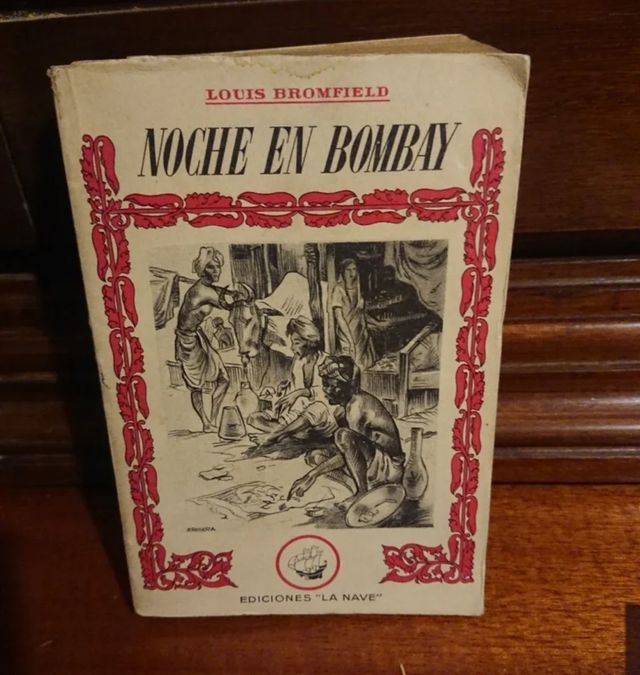 LOUIS BROMFIELD
NOCHE EN BOMBAY
EDICIONES "LA NAVE"